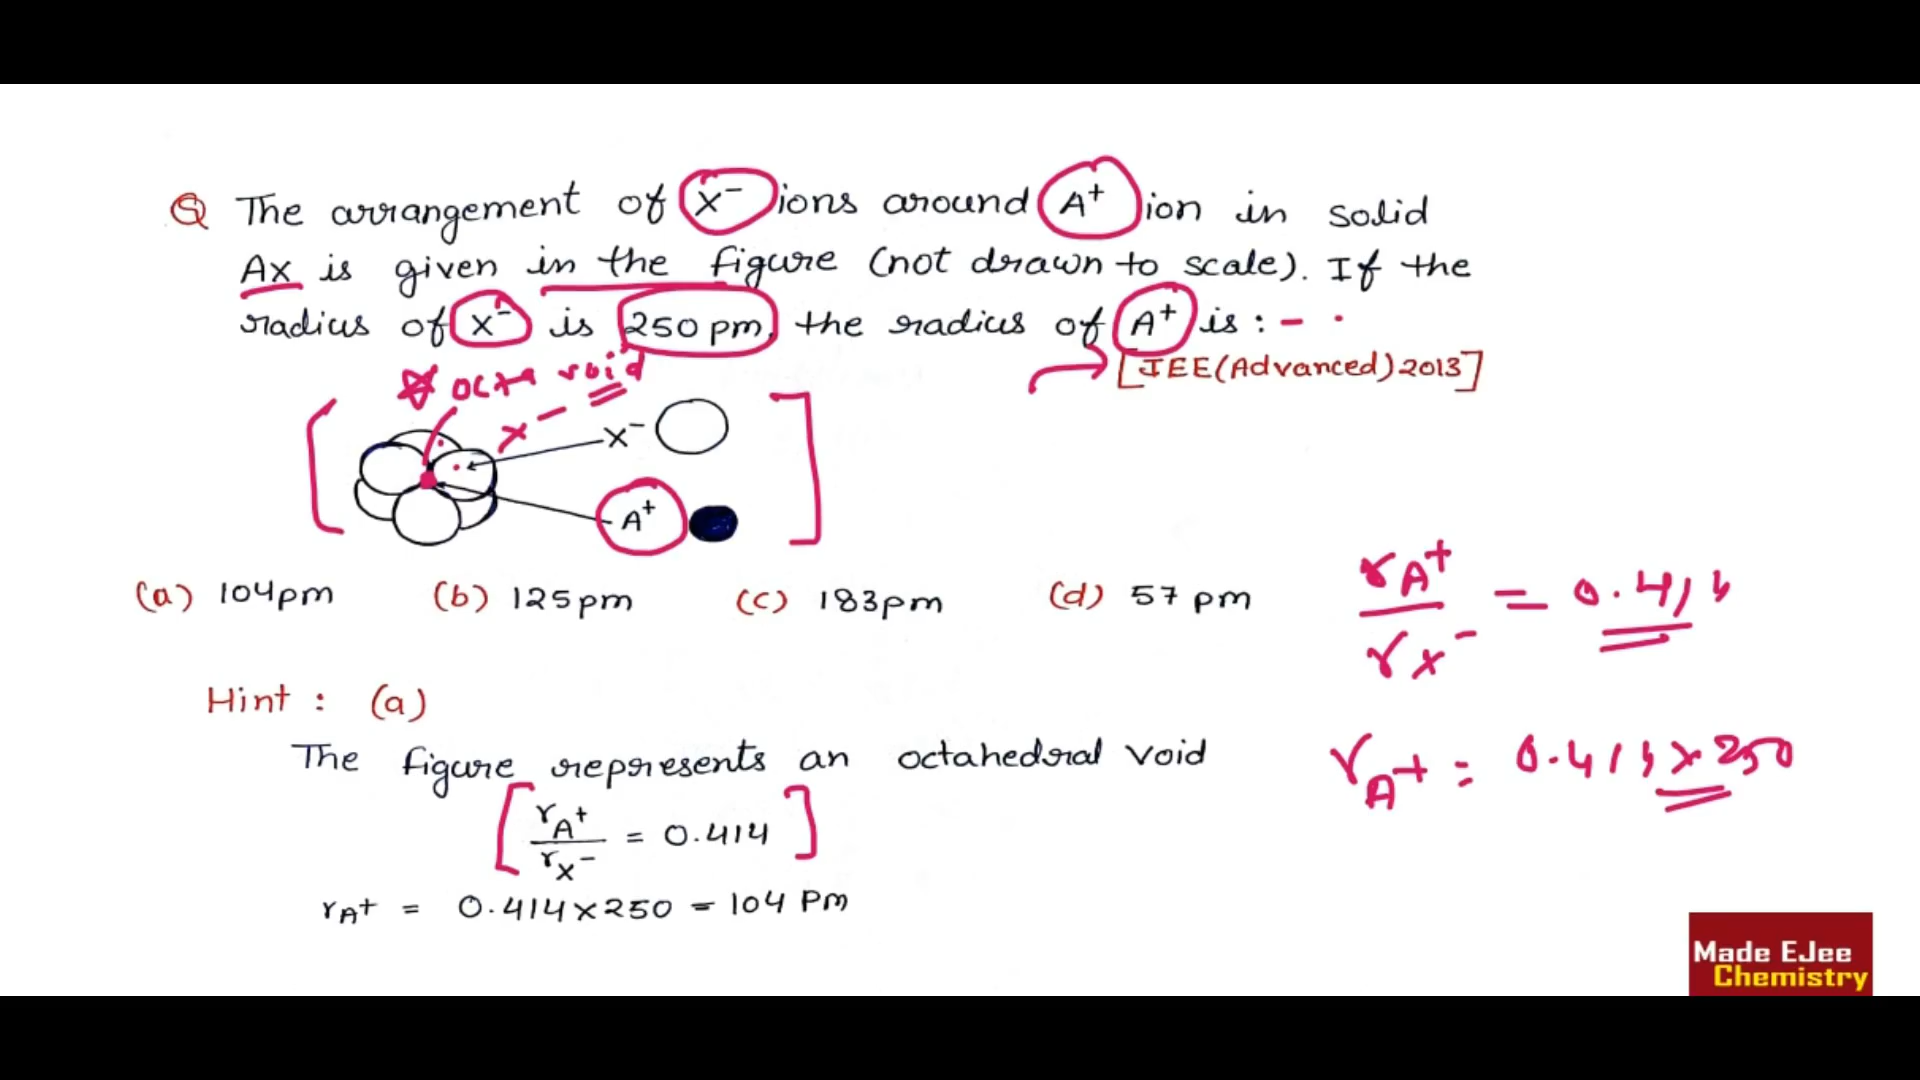 Q The arrangement of X⁻ ions around A⁺ ion in solid
AX is given in the figure (not drawn to scale). If the
radius of X⁻ is 250 pm, the radius of A⁺ is : - .
[JEE(Advanced) 2013]
octa void
X⁻
X⁻
A⁺
(a) 104pm (b) 125pm (c) 183pm (d) 57 pm
rA⁺/rX⁻ = 0.414
Hint : (a)
The figure represents an octahedral void
rA⁺ = 0.414×250
rA⁺/rX⁻ = 0.414
rA⁺ = 0.414×250 = 104 Pm
Made EJee
Chemistry